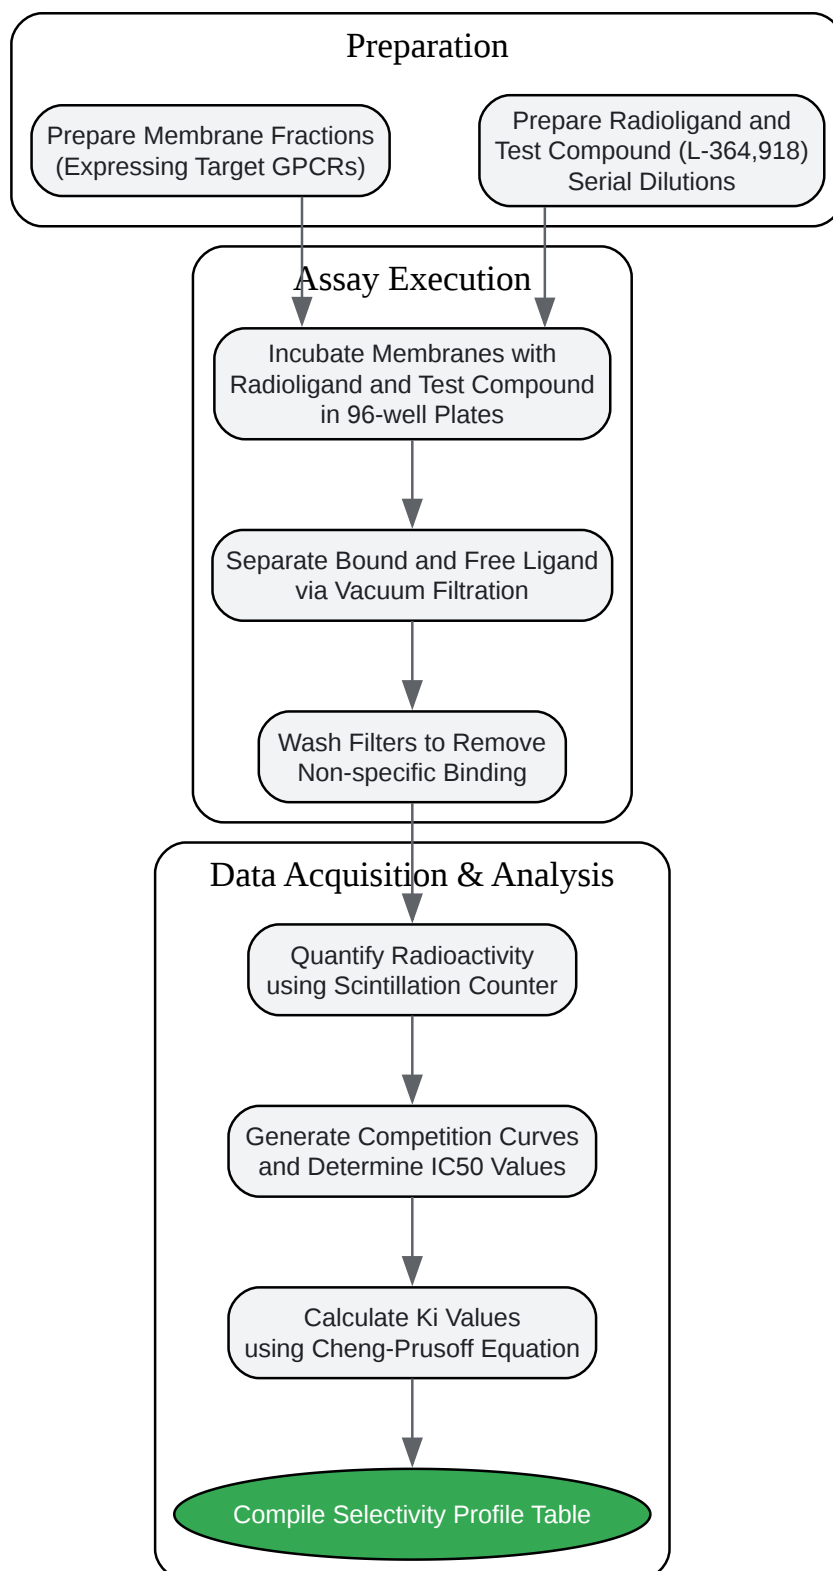 Preparation
Prepare Membrane Fractions
(Expressing Target GPCRs)
Prepare Radioligand and
Test Compound (L-364,918)
Serial Dilutions
Assay Execution
Incubate Membranes with
Radioligand and Test Compound
in 96-well Plates
Separate Bound and Free Ligand
via Vacuum Filtration
Wash Filters to Remove
Non-specific Binding
Data Acquisition & Analysis
Quantify Radioactivity
using Scintillation Counter
Generate Competition Curves
and Determine IC50 Values
Calculate Ki Values
using Cheng-Prusoff Equation
Compile Selectivity Profile Table